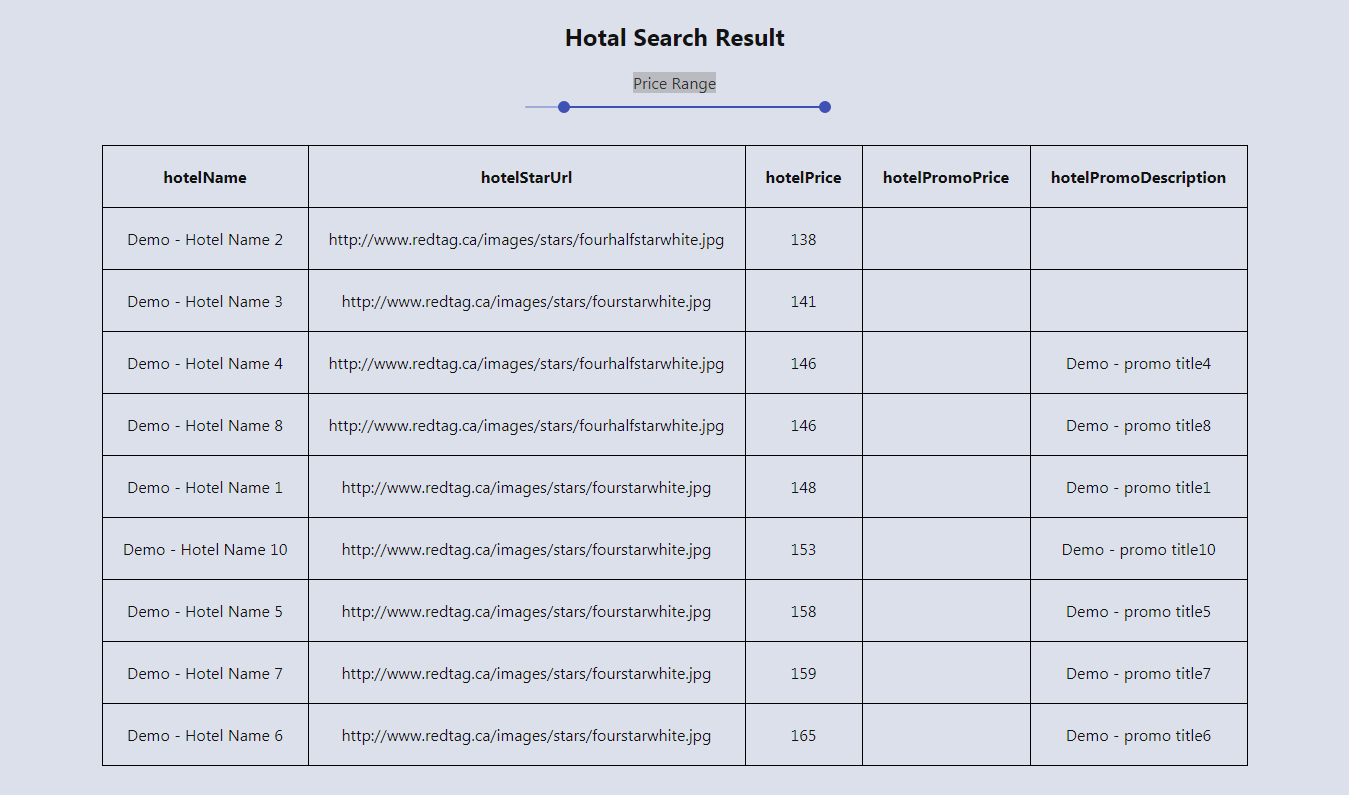 Hotal Search Result
Price Range
hotelName hotelStarUrl hotelPrice hotelPromoPrice hotelPromoDescription
Demo - Hotel Name 2 http://www.redtag.ca/images/stars/fourhalfstarwhite.jpg 138
Demo - Hotel Name 3 http://www.redtag.ca/images/stars/fourstarwhite.jpg 141
Demo - Hotel Name 4 http://www.redtag.ca/images/stars/fourhalfstarwhite.jpg 146 Demo - promo title4
Demo - Hotel Name 8 http://www.redtag.ca/images/stars/fourhalfstarwhite.jpg 146 Demo - promo title8
Demo - Hotel Name 1 http://www.redtag.ca/images/stars/fourstarwhite.jpg 148 Demo - promo title1
Demo - Hotel Name 10 http://www.redtag.ca/images/stars/fourstarwhite.jpg 153 Demo - promo title10
Demo - Hotel Name 5 http://www.redtag.ca/images/stars/fourstarwhite.jpg 158 Demo - promo title5
Demo - Hotel Name 7 http://www.redtag.ca/images/stars/fourstarwhite.jpg 159 Demo - promo title7
Demo - Hotel Name 6 http://www.redtag.ca/images/stars/fourstarwhite.jpg 165 Demo - promo title6